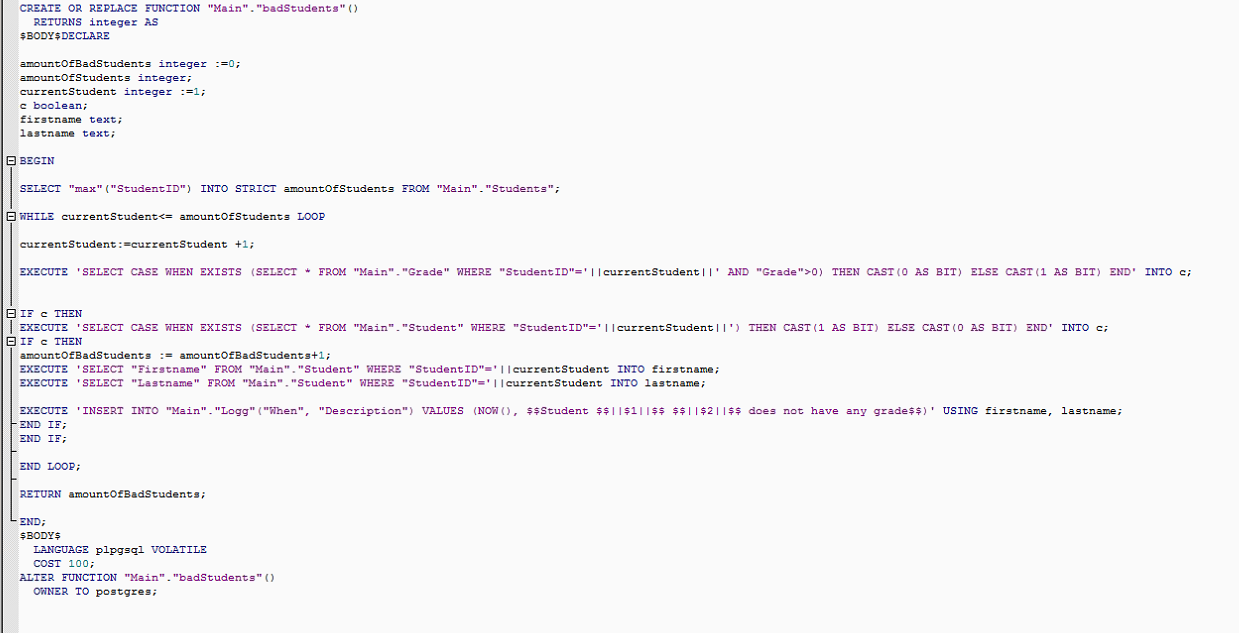 CREATE OR REPLACE FUNCTION "Main"."badStudents"()
RETURNS integer AS
$BODY$DECLARE
amountOfBadStudents integer :=0;
amountOfStudents integer;
currentStudent integer :=1;
c boolean;
firstname text;
lastname text;
BEGIN
SELECT "max"("StudentID") INTO STRICT amountOfStudents FROM "Main"."Students";
WHILE currentStudent<= amountOfStudents LOOP
currentStudent:=currentStudent +1;
EXECUTE 'SELECT CASE WHEN EXISTS (SELECT * FROM "Main"."Grade" WHERE "StudentID"='||currentStudent||' AND "Grade">0) THEN CAST(0 AS BIT) ELSE CAST(1 AS BIT) END' INTO c;
IF c THEN
EXECUTE 'SELECT CASE WHEN EXISTS (SELECT * FROM "Main"."Student" WHERE "StudentID"='||currentStudent||') THEN CAST(1 AS BIT) ELSE CAST(0 AS BIT) END' INTO c;
IF c THEN
amountOfBadStudents := amountOfBadStudents+1;
EXECUTE 'SELECT "Firstname" FROM "Main"."Student" WHERE "StudentID"='||currentStudent INTO firstname;
EXECUTE 'SELECT "Lastname" FROM "Main"."Student" WHERE "StudentID"='||currentStudent INTO lastname;
EXECUTE 'INSERT INTO "Main"."Logg"("When", "Description") VALUES (NOW(), $$Student $$||$1||$$ $$||$2||$$ does not have any grade$$)' USING firstname, lastname;
END IF;
END IF;
END LOOP;
RETURN amountOfBadStudents;
END;
$BODY$
LANGUAGE plpgsql VOLATILE
COST 100;
ALTER FUNCTION "Main"."badStudents"()
OWNER TO postgres;